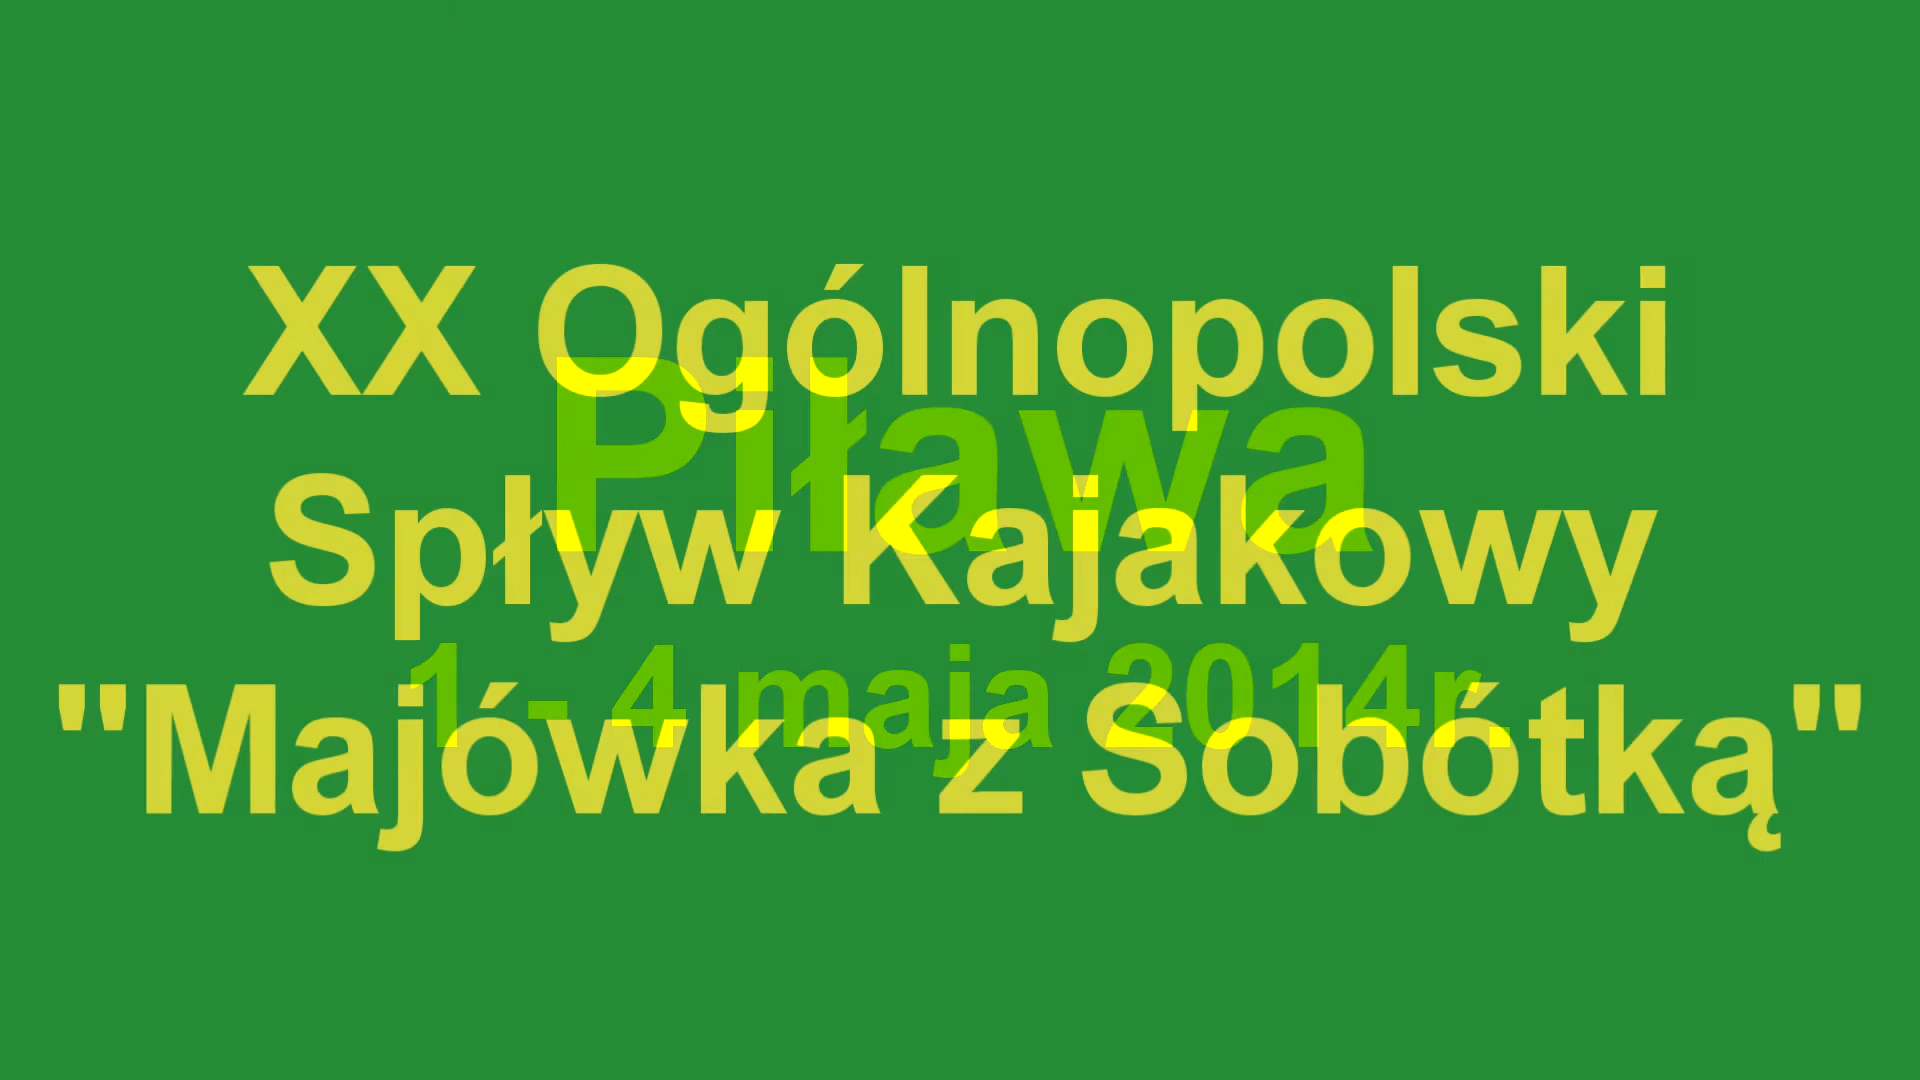 XX Ogólnopolski
Piława
Spływ Kajakowy
1 - 4 maja 2014r.
"Majówka z Sobótką"